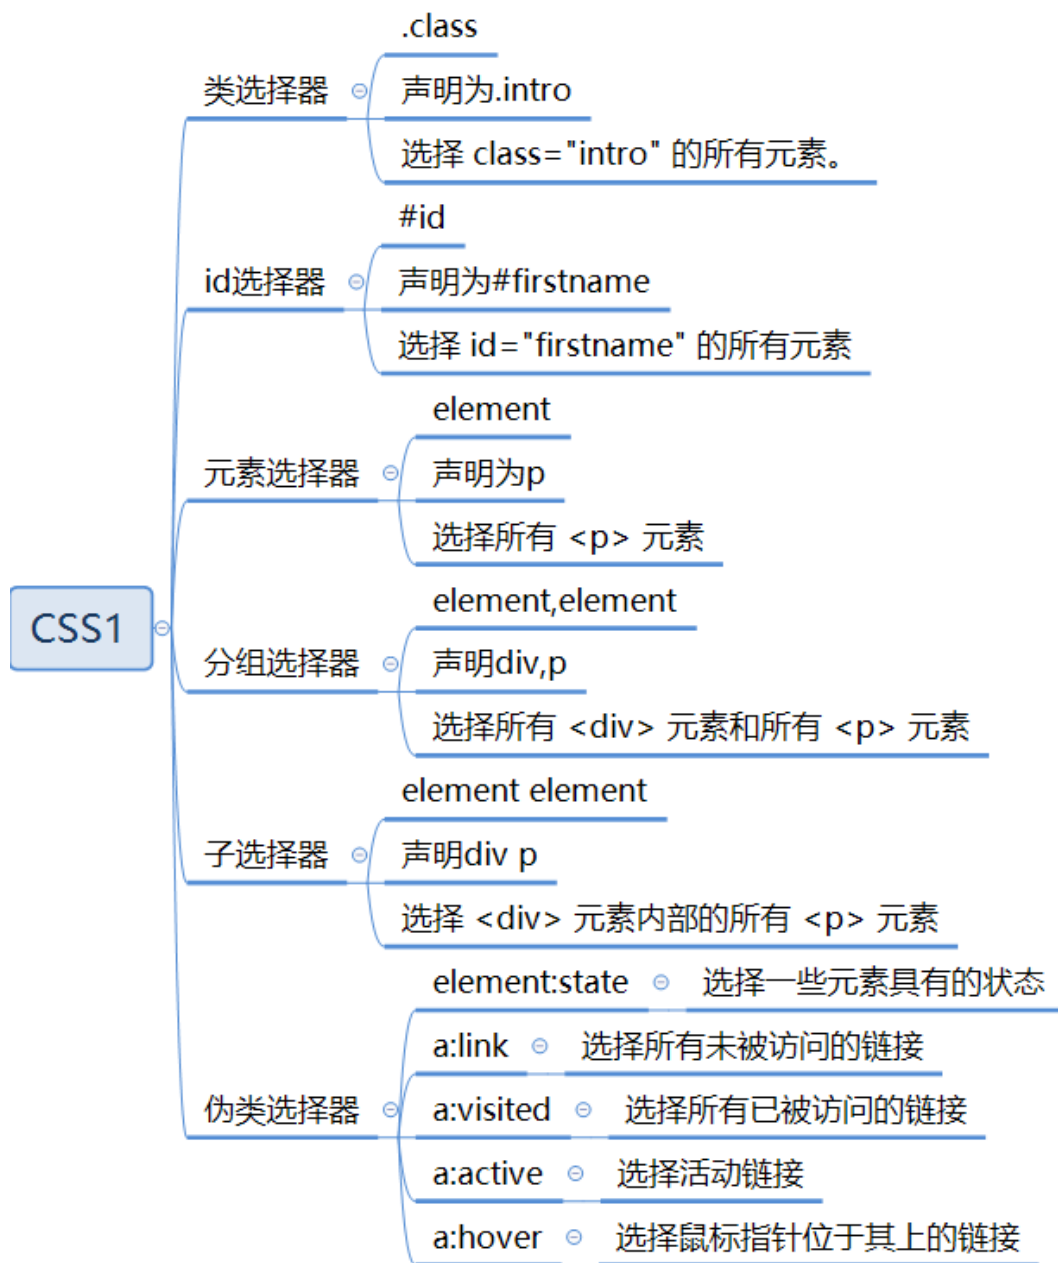 CSS1
类选择器
.class
声明为.intro
选择 class="intro" 的所有元素。
id选择器
#id
声明为#firstname
选择 id="firstname" 的所有元素
元素选择器
element
声明为p
选择所有 <p> 元素
分组选择器
element,element
声明div,p
选择所有 <div> 元素和所有 <p> 元素
子选择器
element element
声明div p
选择 <div> 元素内部的所有 <p> 元素
伪类选择器
element:state 选择一些元素具有的状态
a:link 选择所有未被访问的链接
a:visited 选择所有已被访问的链接
a:active 选择活动链接
a:hover 选择鼠标指针位于其上的链接